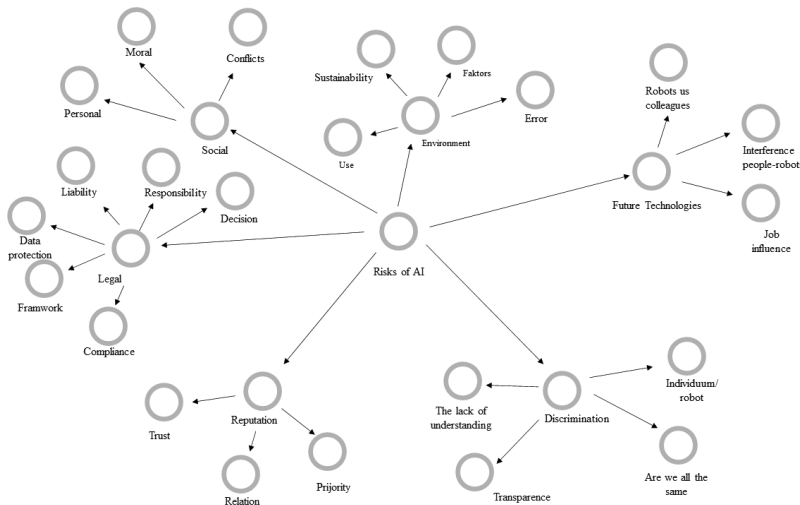 Moral
Conflicts
Personal
Social
Sustainability
Faktors
Error
Use
Environment
Robots us
colleagues
Interference
people-robot
Future Technologies
Job
influence
Liability
Responsibility
Decision
Data
protection
Legal
Framwork
Compliance
Risks of AI
Trust
Reputation
Relation
Prijority
The lack of
understanding
Discrimination
Individuum/
robot
Are we all the
same
Transparence